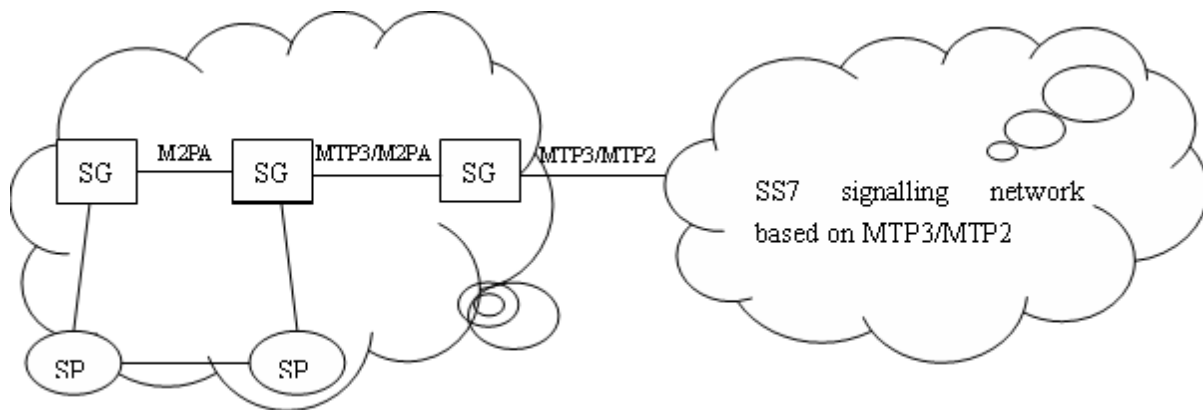 M2PA
MTP3/M2PA
MTP3/MTP2
SG
SG
SG
SS7 signalling network
based on MTP3/MTP2
SP
SP